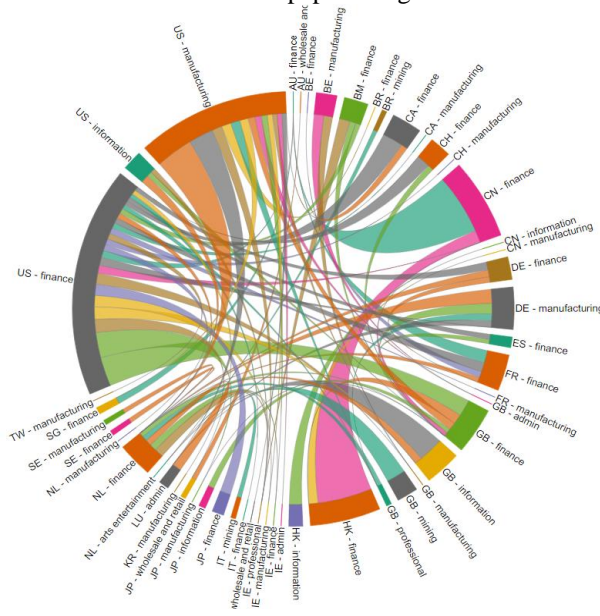 AU - finance
AU - wholesale and
BE - finance
BE - manufacturing
BM - finance
BR - finance
BR - mining
CA - finance
CA - manufacturing
CH - finance
CH - manufacturing
CN - finance
CN - information
CN - manufacturing
DE - finance
DE - manufacturing
ES - finance
FR - finance
FR - manufacturing
GB - admin
GB - finance
GB - information
GB - manufacturing
GB - mining
GB - professional
HK - finance
HK - information
IE - admin
IE - finance
IE - manufacturing
IE - professional
wholesale and retail
IT - finance
IT - mining
JP - finance
JP - information
JP - manufacturing
JP - wholesale and retail
KR - manufacturing
LU - admin
NL - arts entertainment
NL - finance
NL - manufacturing
SE - finance
SE - manufacturing
SG - finance
TW - manufacturing
US - finance
US - information
US - manufacturing